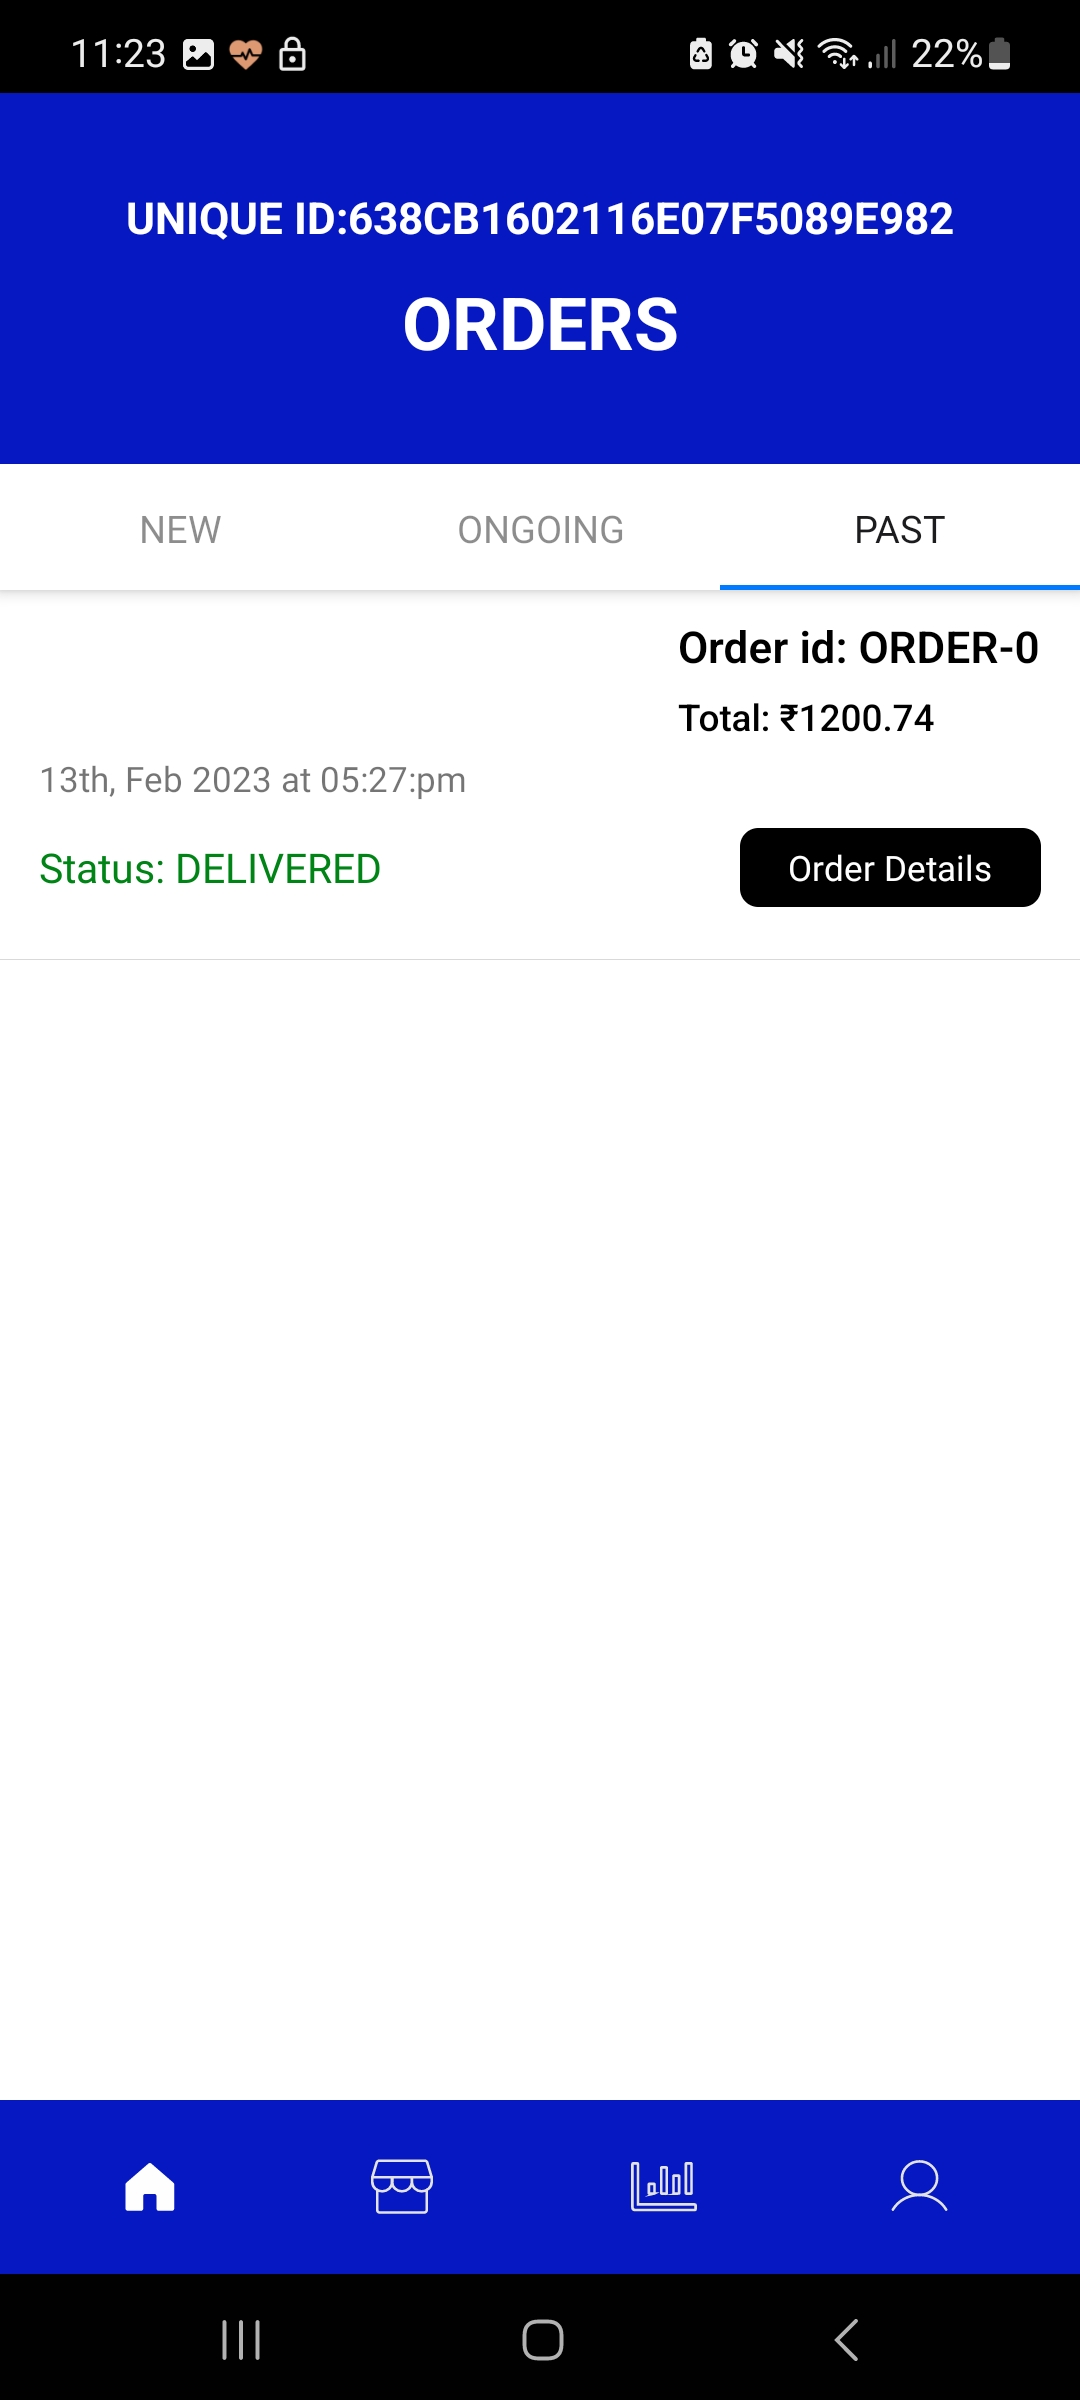 11:23
22%
UNIQUE ID:638CB1602116E07F5089E982
ORDERS
NEW
ONGOING
PAST
Order id: ORDER-0
Total: ₹1200.74
13th, Feb 2023 at 05:27:pm
Status: DELIVERED
Order Details